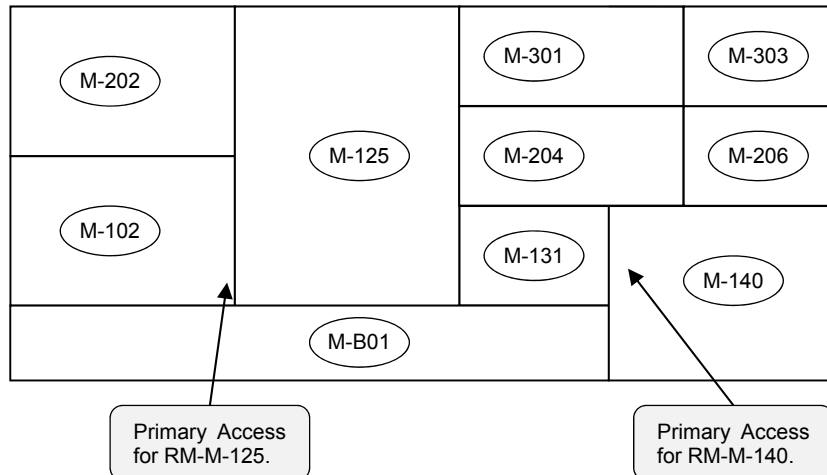 M-301
M-303
M-202
M-125
M-204
M-206
M-102
M-131
M-140
M-B01
Primary Access
for RM-M-125.
Primary Access
for RM-M-140.